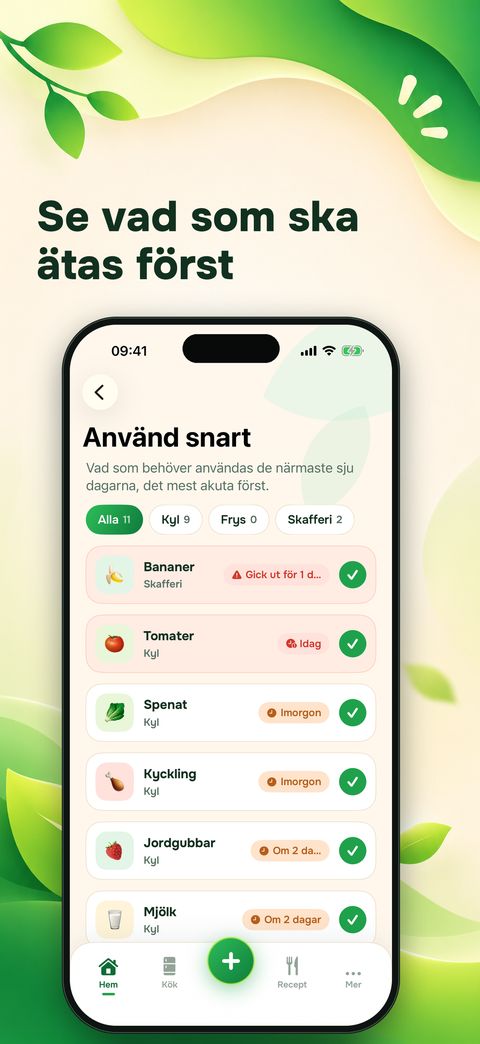 Se vad som ska
ätas först
09:41
Använd snart
Vad som behöver användas de närmaste sju
dagarna, det mest akuta först.
Alla 11 Kyl 9 Frys 0 Skafferi 2
Bananer
Skafferi
Gick ut för 1 d...
Tomater
Kyl
Idag
Spenat
Kyl
Imorgon
Kyckling
Kyl
Imorgon
Jordgubbar
Kyl
Om 2 da...
Mjölk
Kyl
Om 2 dagar
Hem Kök Recept Mer